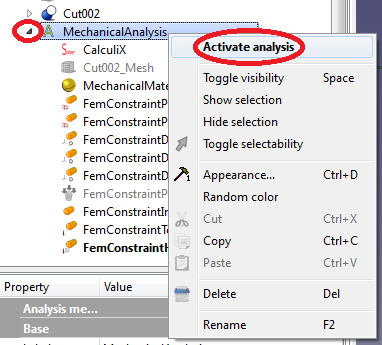 Cut002
MechanicalAnalysis
Activate analysis
CalculiX
Cut002_Mesh
Toggle visibility Space
MechanicalMate
Show selection
FemConstraintP
Hide selection
FemConstraintP
Toggle selectability
FemConstraintD
FemConstraintD
Appearance... Ctrl+D
FemConstraintD
Random color
FemConstraintP
Cut Ctrl+X
FemConstraintIn
Copy Ctrl+C
FemConstraintTe
Paste Ctrl+V
FemConstraintH
Property Value
Delete Del
Analysis me...
Base
Rename F2